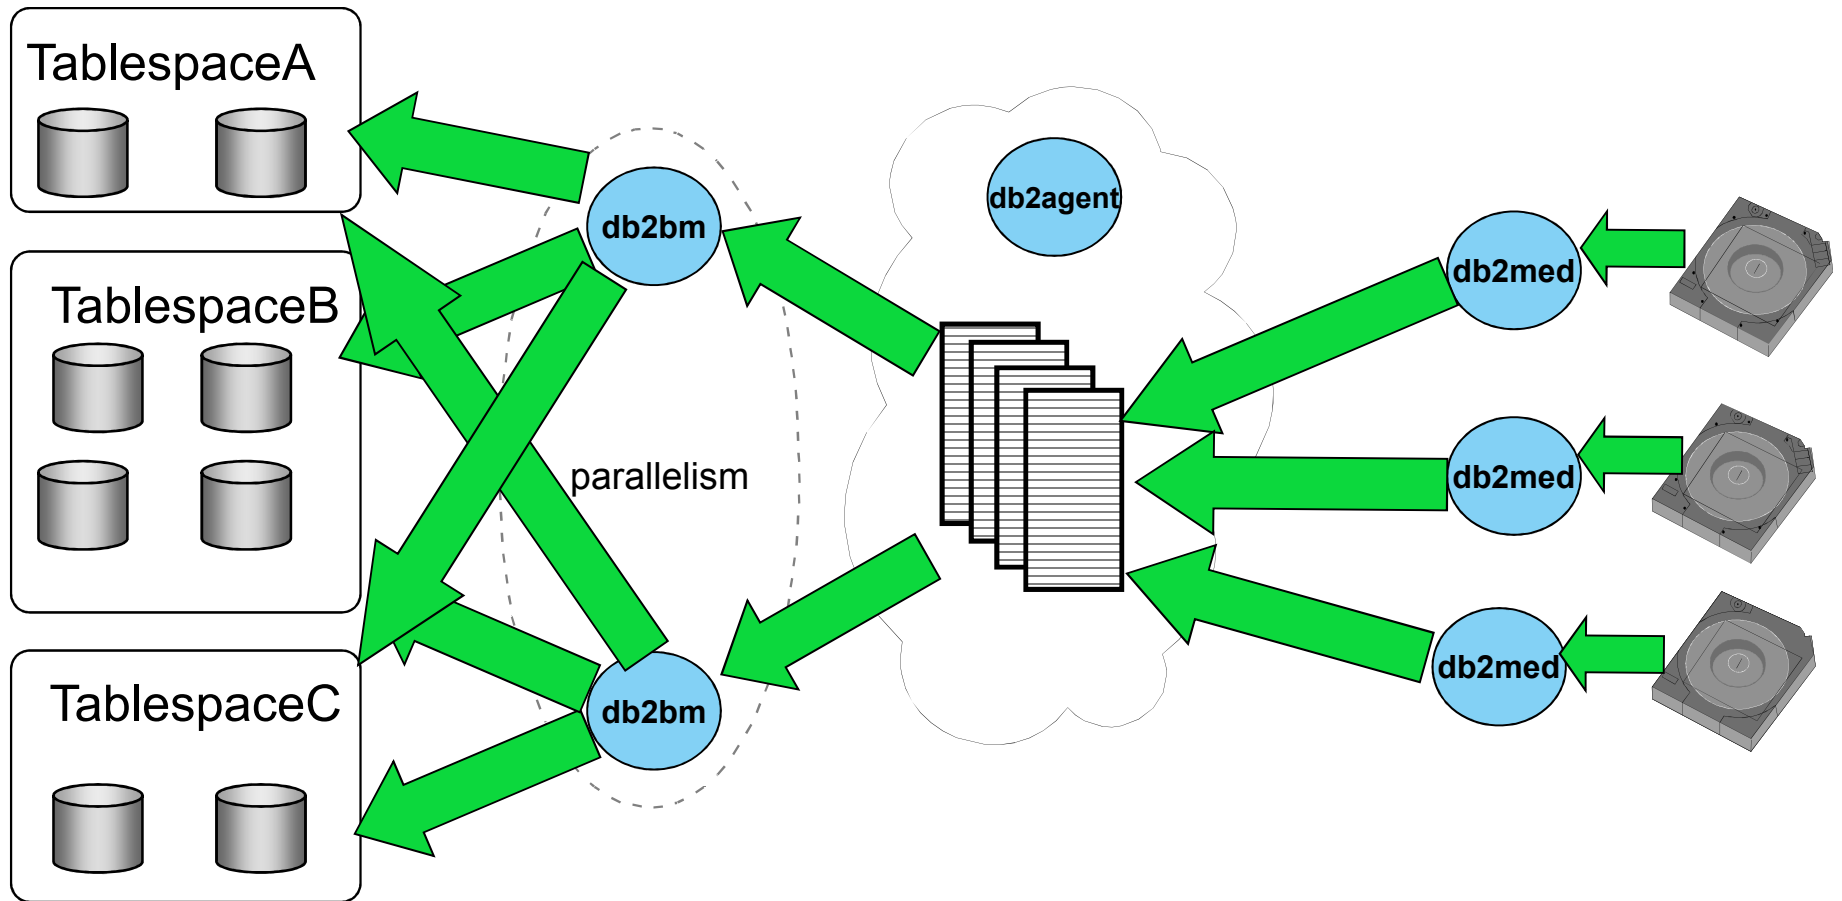 TablespaceA
db2bm
db2agent
db2med
TablespaceB
parallelism
db2med
TablespaceC
db2bm
db2med